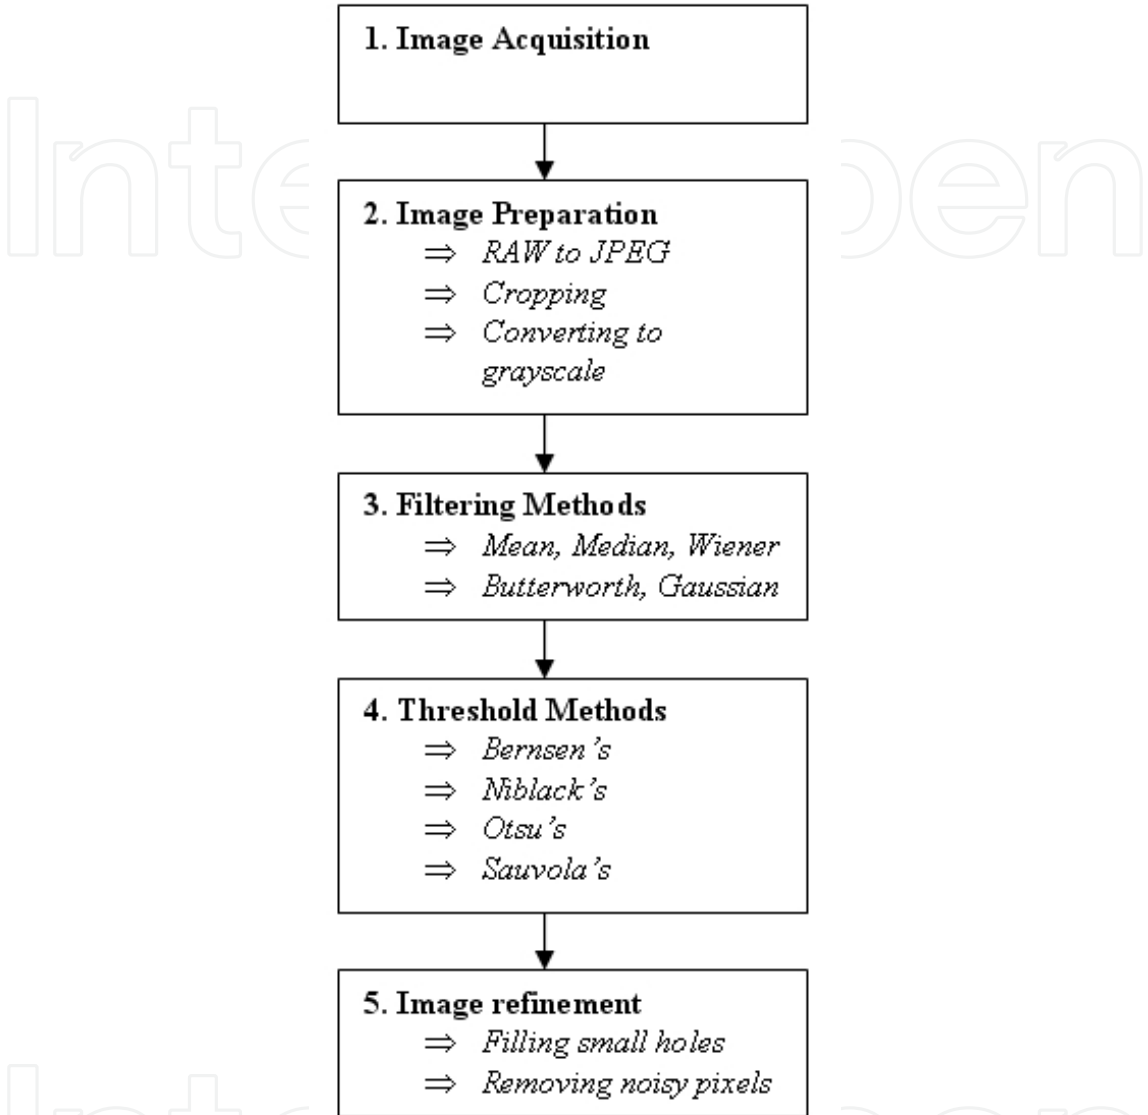 1. Image Acquisition
2. Image Preparation
⇒ RAW to JPEG
⇒ Cropping
⇒ Converting to
grayscale
3. Filtering Methods
⇒ Mean, Median, Wiener
⇒ Butterworth, Gaussian
4. Threshold Methods
⇒ Bernsen's
⇒ Niblack's
⇒ Otsu's
⇒ Sauvola's
5. Image refinement
⇒ Filling small holes
⇒ Removing noisy pixels